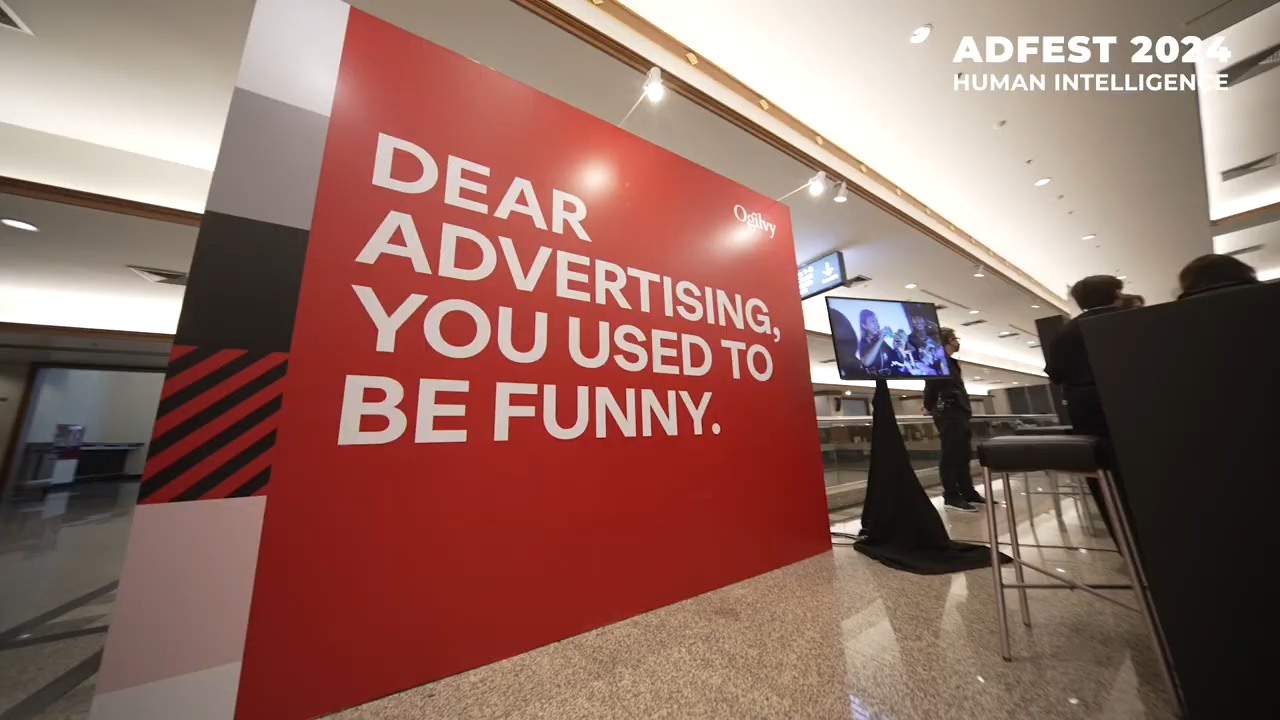 ADFEST 2024
HUMAN INTELLIGENCE
Ogilvy
DEAR
ADVERTISING,
YOU USED TO
BE FUNNY.